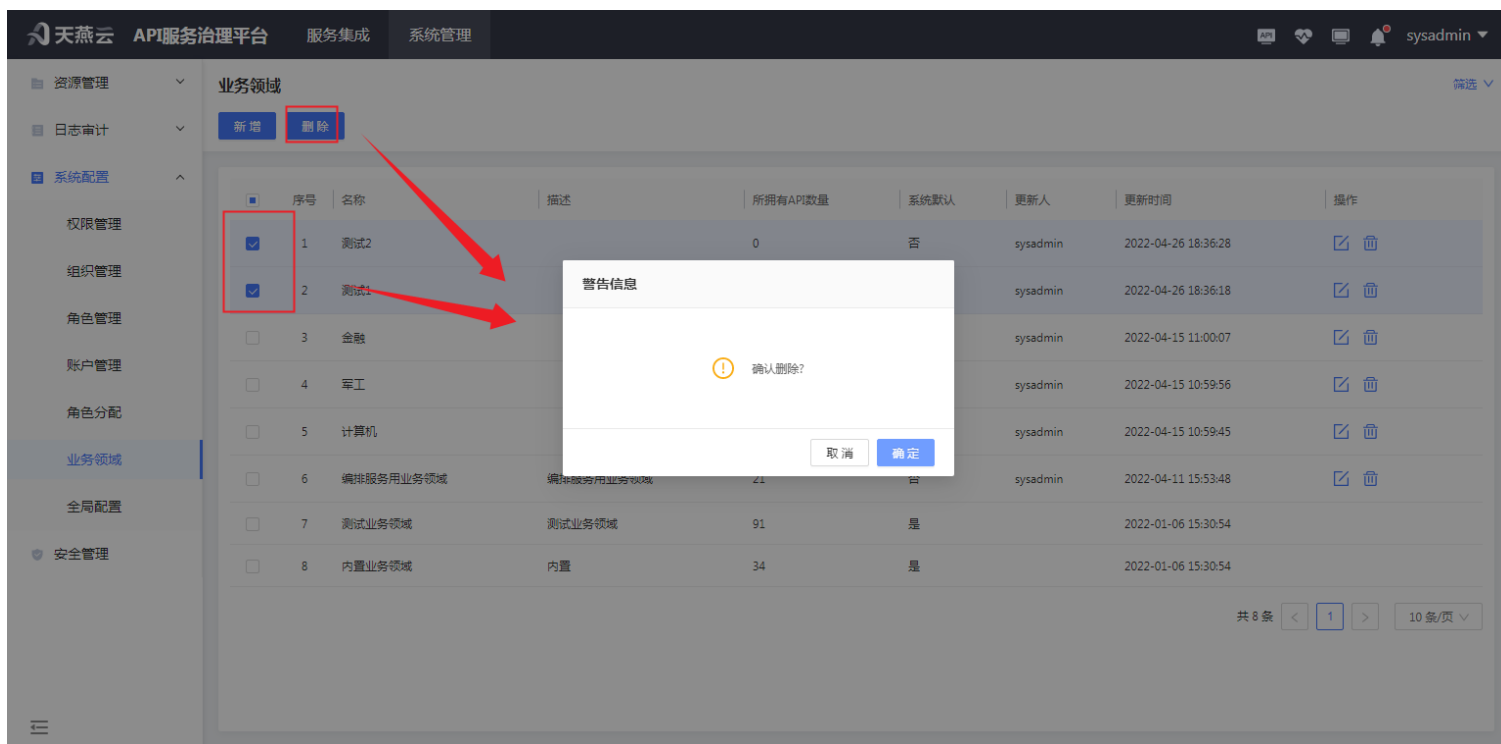 天燕云 API服务治理平台 服务集成 系统管理 API sysadmin
资源管理
日志审计
系统配置
权限管理
组织管理
角色管理
账户管理
角色分配
业务领域
全局配置
安全管理
业务领域 筛选
新增 删除
序号 名称 描述 所拥有API数量 系统默认 更新人 更新时间 操作
1 测试2 0 否 sysadmin 2022-04-26 18:36:28
2 测试1 sysadmin 2022-04-26 18:36:18
3 金融 sysadmin 2022-04-15 11:00:07
4 军工 sysadmin 2022-04-15 10:59:56
5 计算机 sysadmin 2022-04-15 10:59:45
6 编排服务用业务领域 编排服务用业务领域 21 否 sysadmin 2022-04-11 15:53:48
7 测试业务领域 测试业务领域 91 是 2022-01-06 15:30:54
8 内置业务领域 内置 34 是 2022-01-06 15:30:54
共8条 < 1 > 10条/页
警告信息
确认删除?
取消 确定